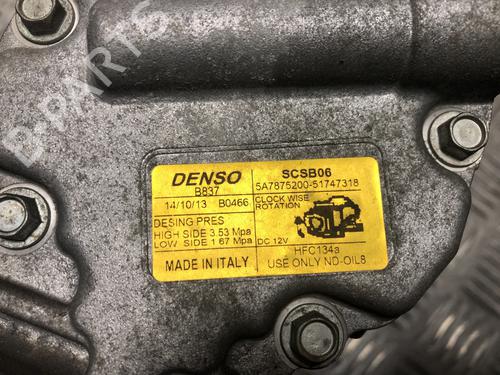 B-PARTS
DENSO
B837
SCSB06
5A7875200-51747318
14/10/13 B0466
CLOCK WISE
ROTATION
DESING PRES
HIGH SIDE 3.53 Mpa
LOW SIDE 1.67 Mpa
DC 12V
HFC134a
MADE IN ITALY
USE ONLY ND-OIL8